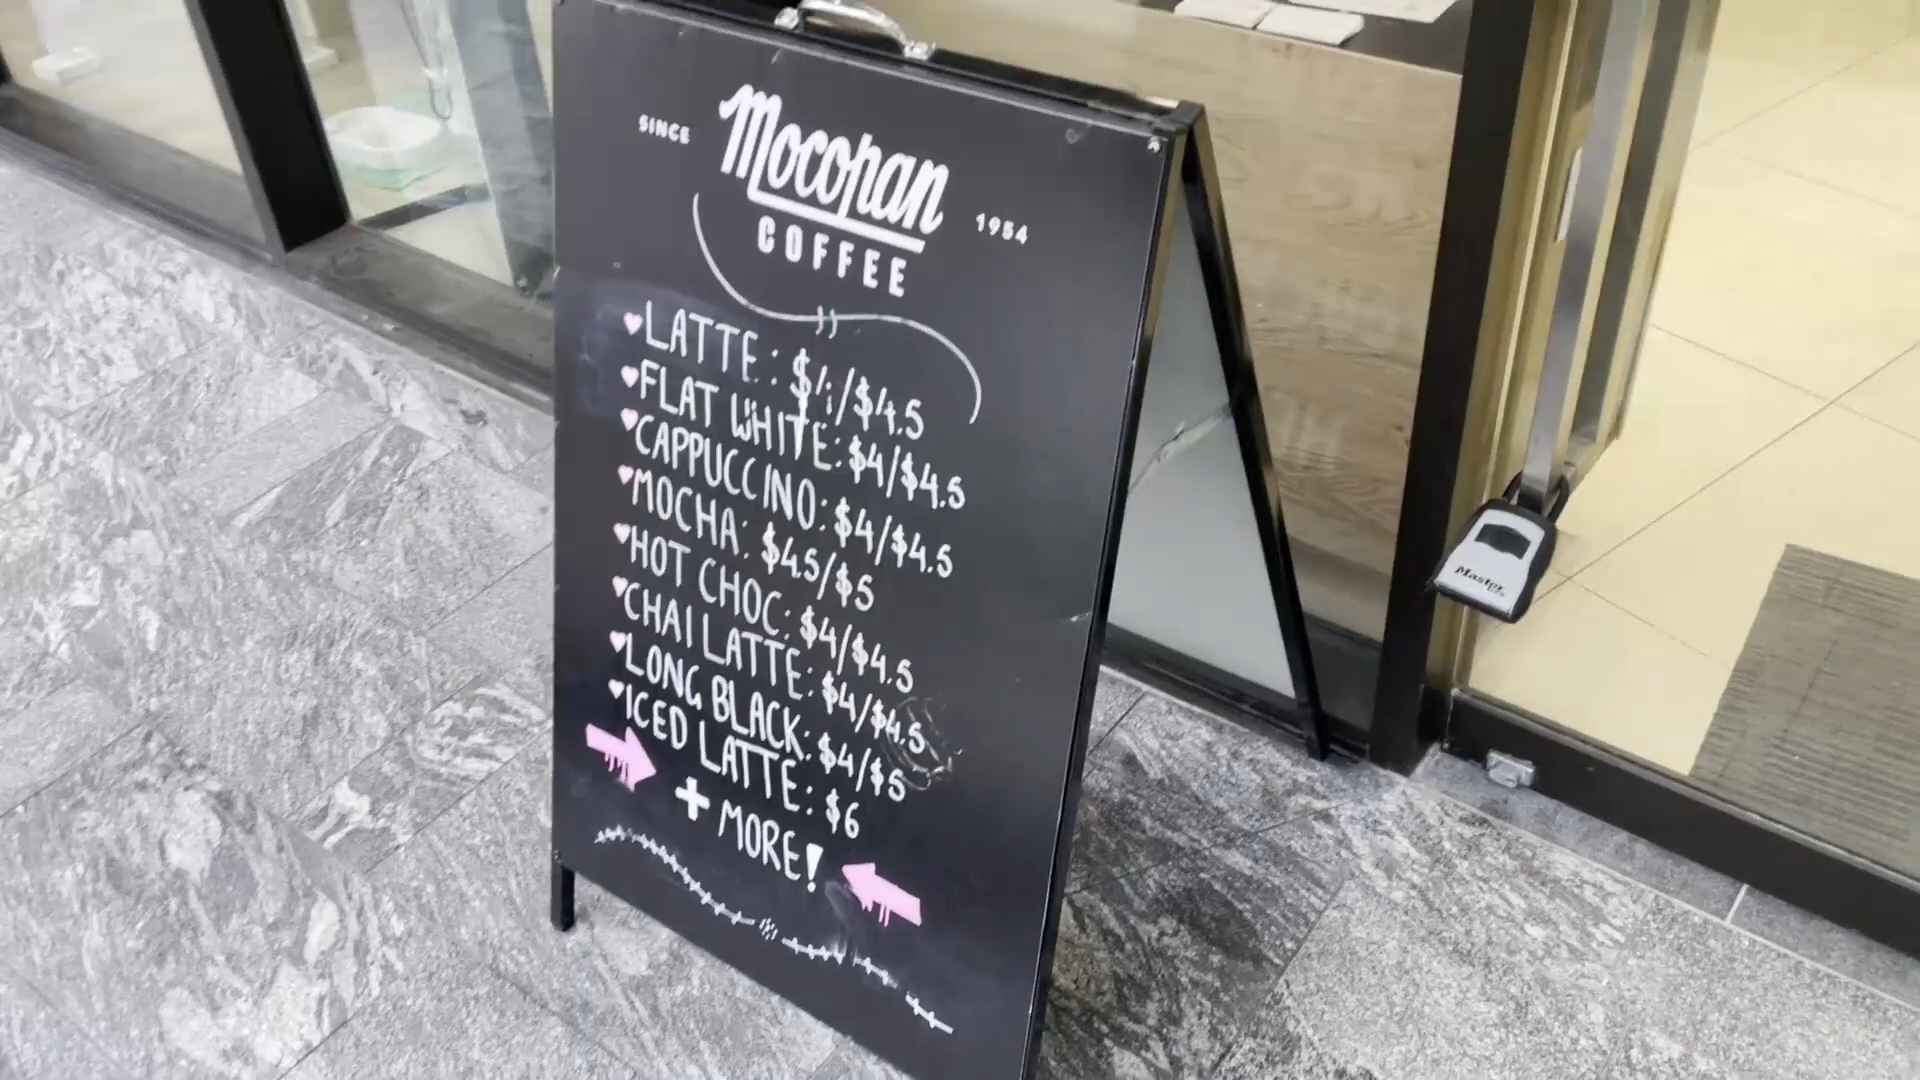 SINCE
Mocopan
COFFEE
1954
LATTE: $4/$4.5
FLAT WHITE: $4/$4.5
CAPPUCCINO: $4/$4.5
MOCHA: $4.5/$5
HOT CHOC: $4/$4.5
CHAI LATTE: $4/$4.5
LONG BLACK: $4/$5
ICED LATTE: $6
+ MORE!
Master